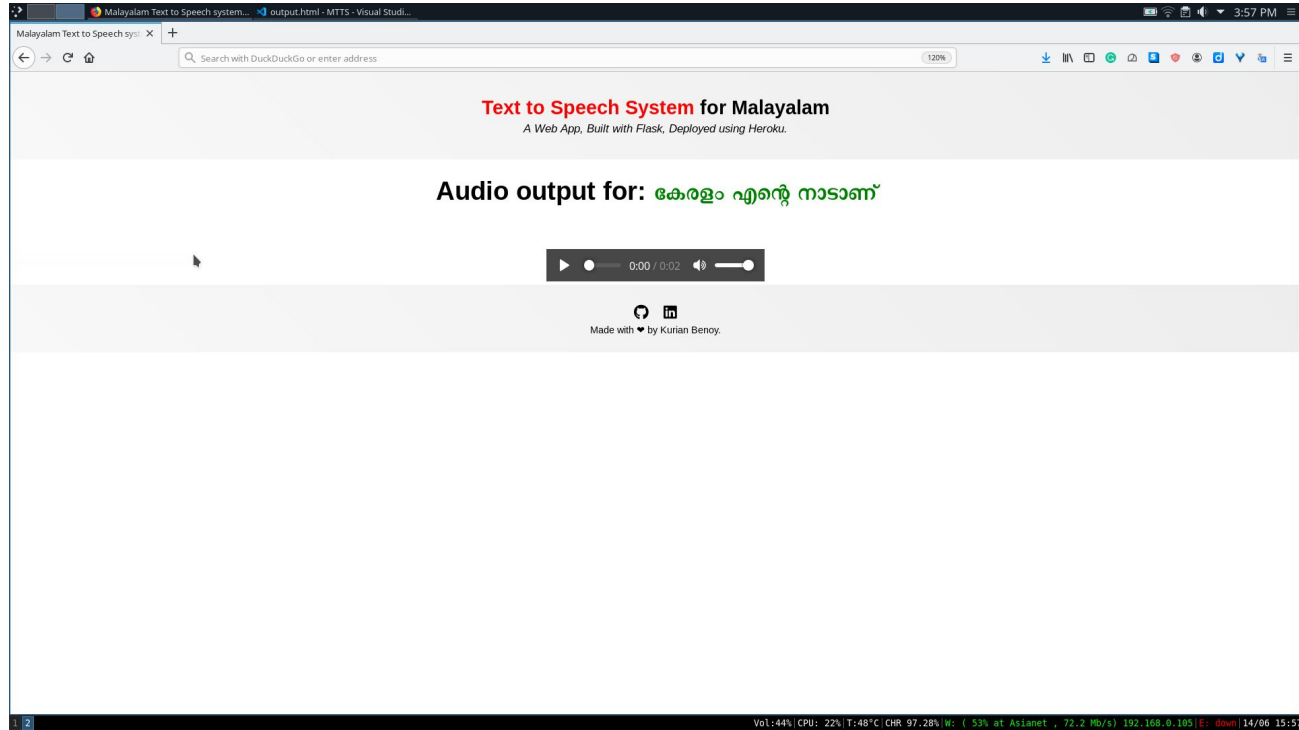 Malayalam Text to Speech system... output.html - MTTS - Visual Studi... 3:57 PM
Malayalam Text to Speech syst
Search with DuckDuckGo or enter address 120%
Text to Speech System for Malayalam
A Web App, Built with Flask, Deployed using Heroku.
Audio output for: കേരളം എന്റെ നാടാണ്
0:00 / 0:02
Made with ❤ by Kurian Benoy.
1 2 Vol:44%|CPU: 22%|T:48°C|CHR 97.28%|W: ( 53% at Asianet , 72.2 Mb/s) 192.168.0.105|E: down|14/06 15:57